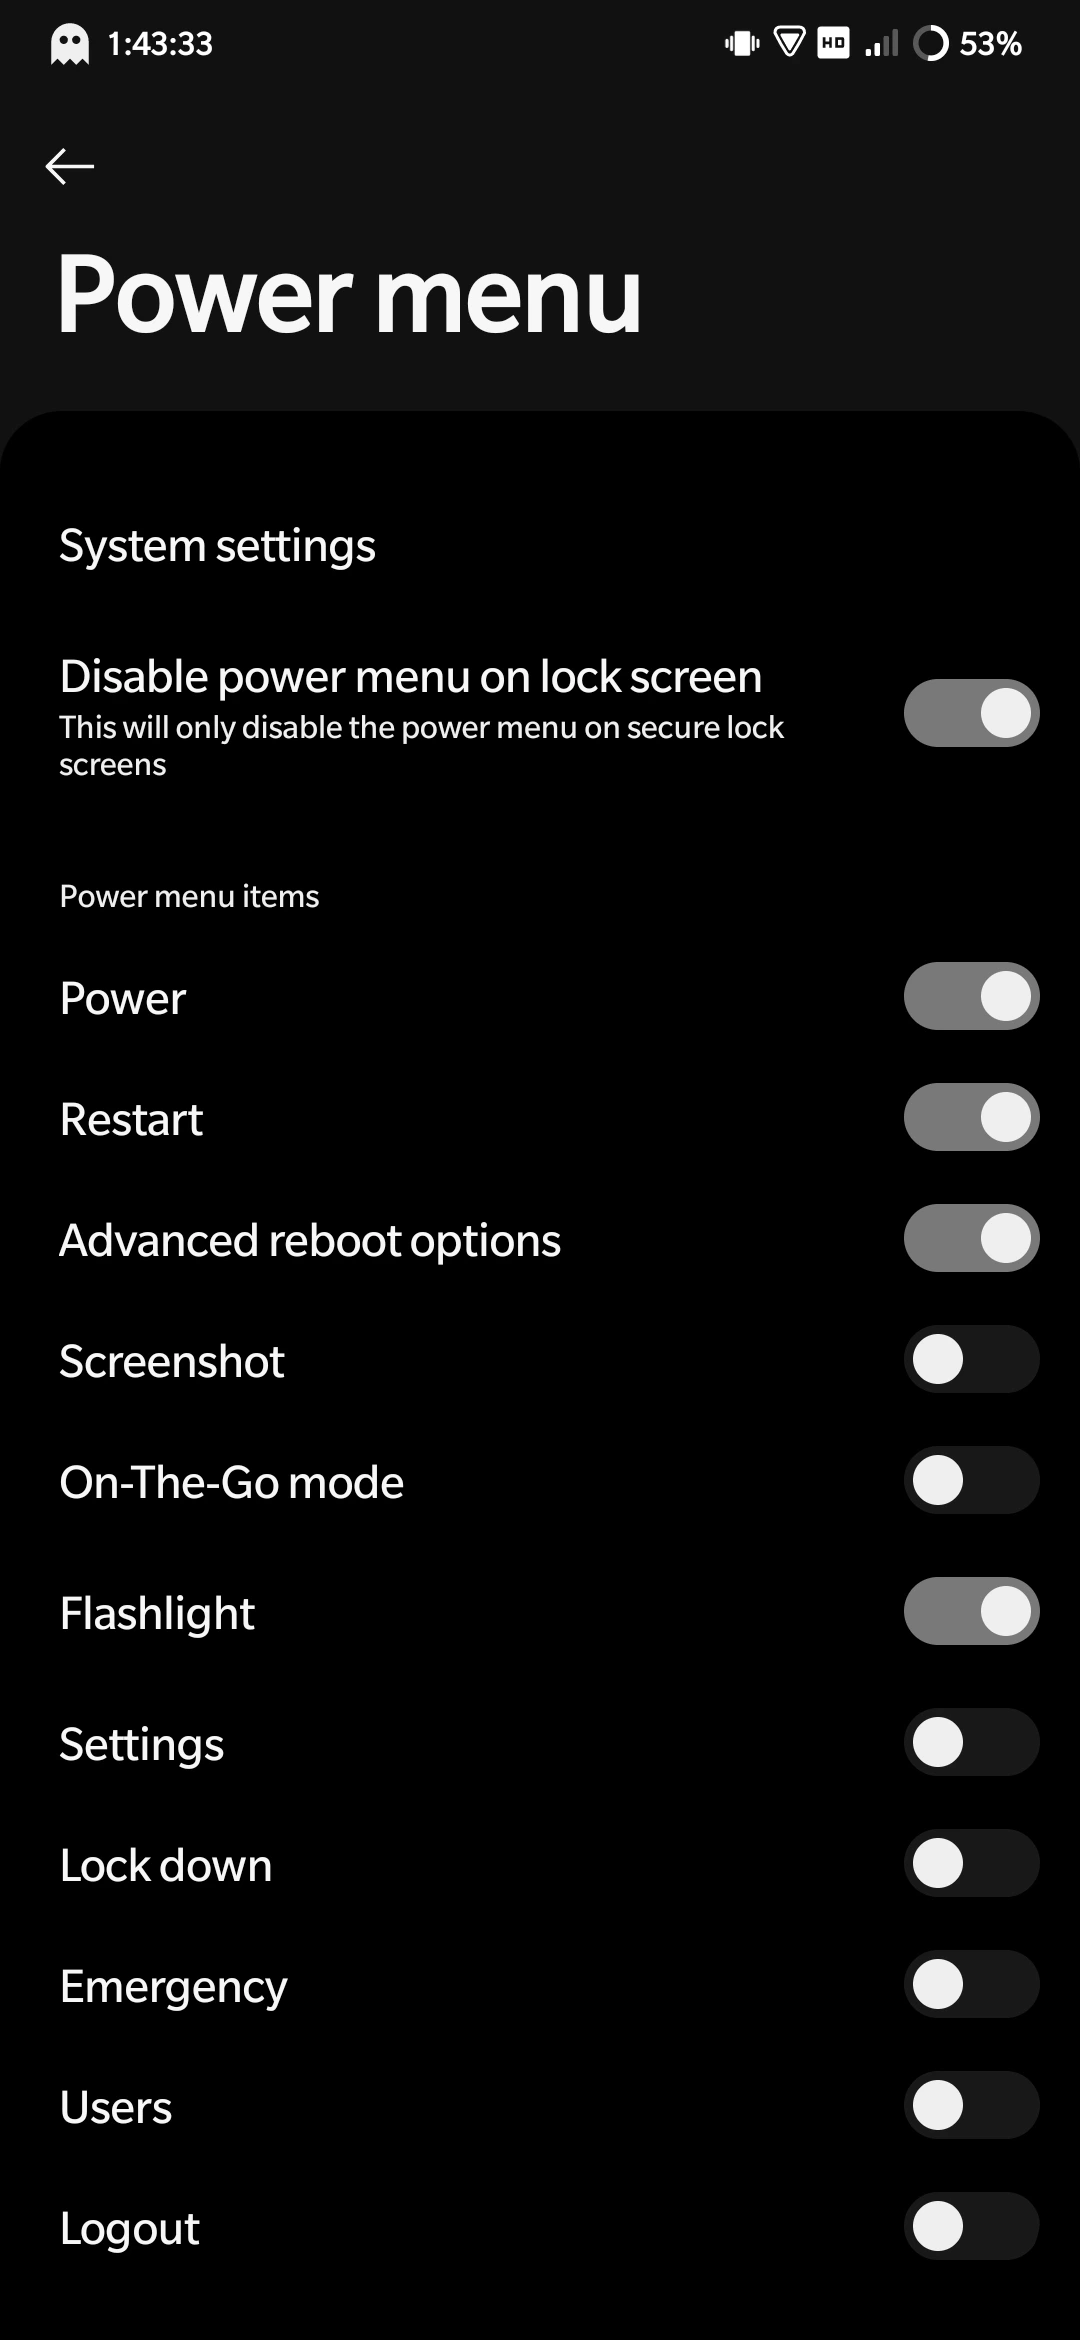 1:43:33
HD
53%
Power menu
System settings
Disable power menu on lock screen
This will only disable the power menu on secure lock
screens
Power menu items
Power
Restart
Advanced reboot options
Screenshot
On-The-Go mode
Flashlight
Settings
Lock down
Emergency
Users
Logout